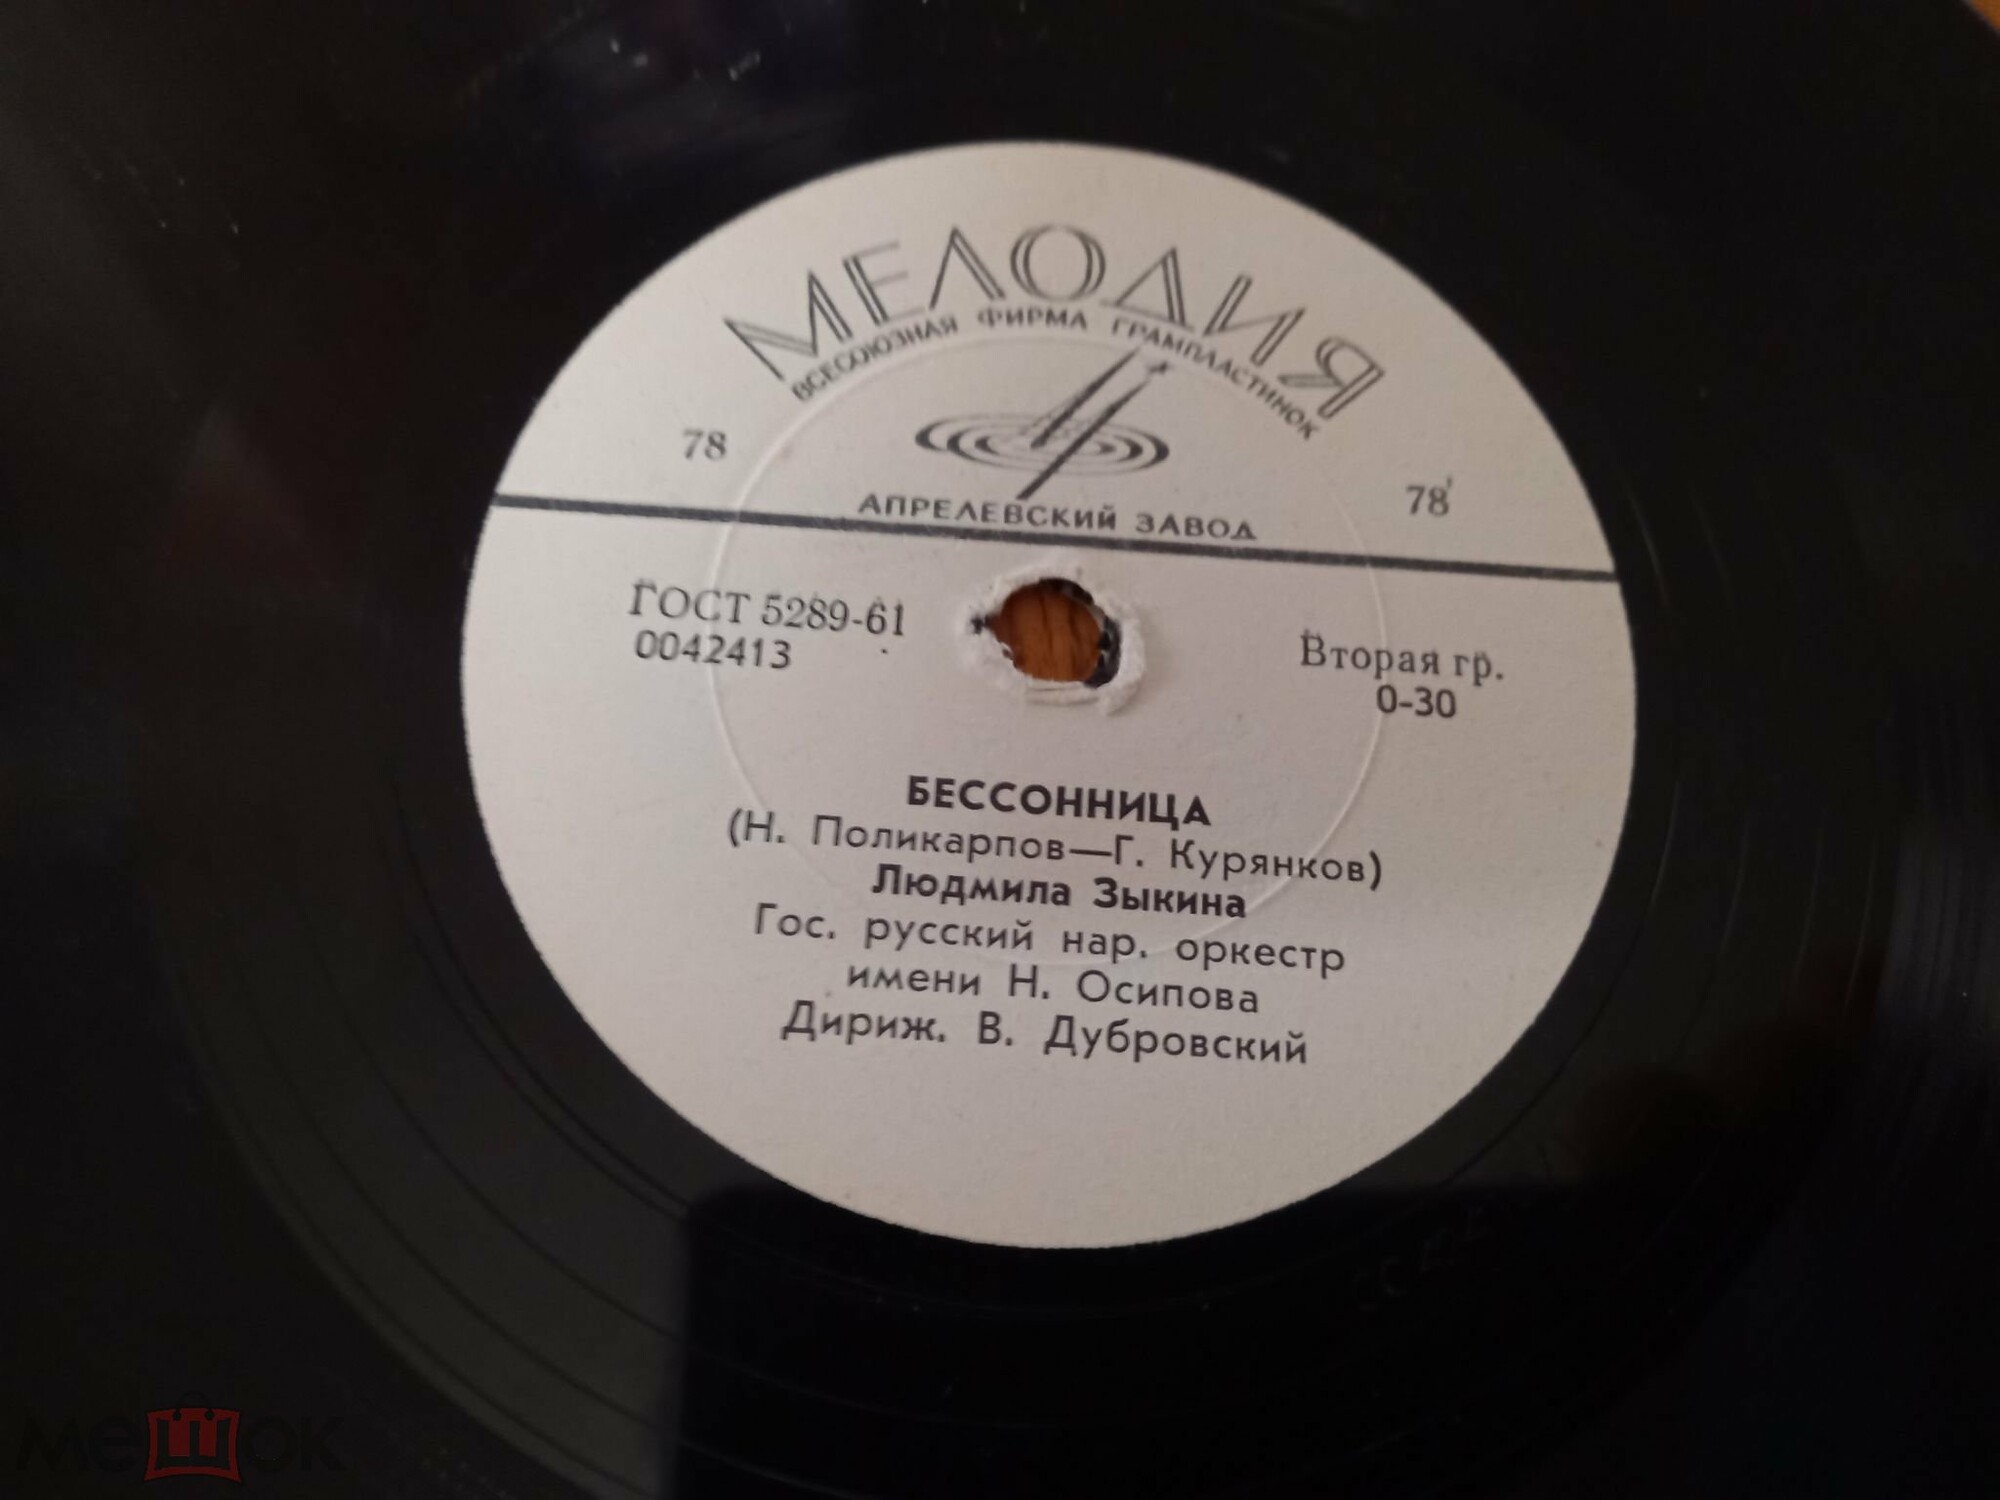 МЕЛОДИЯ
ВСЕСОЮЗНАЯ ФИРМА ГРАМПЛАСТИНОК
78
78
АПРЕЛЕВСКИЙ ЗАВОД
ГОСТ 5289-61
0042413
Вторая гр.
0-30
БЕССОННИЦА
(Н. Поликарпов—Г. Курянков)
Людмила Зыкина
Гос. русский нар. оркестр
имени Н. Осипова
Дириж. В. Дубровский
мешок